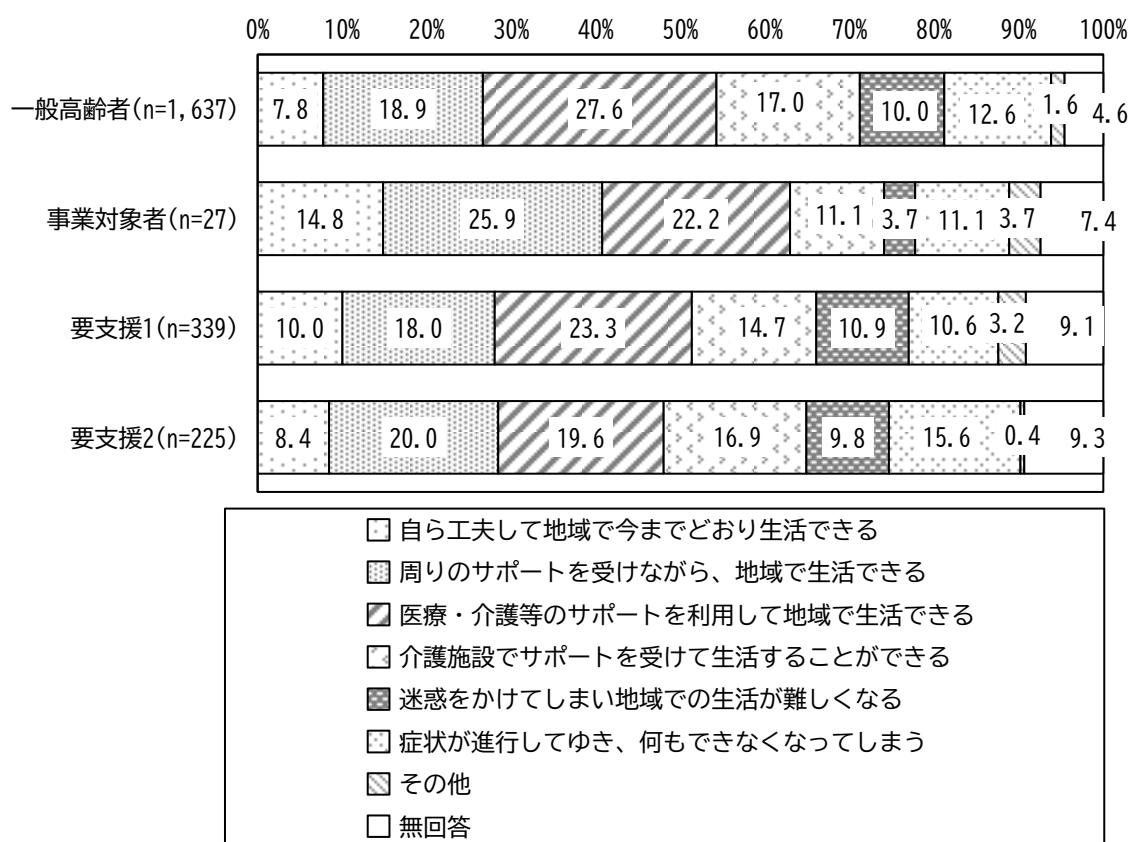 0% 10% 20% 30% 40% 50% 60% 70% 80% 90% 100%
一般高齢者(n=1,637) 7.8 18.9 27.6 17.0 10.0 12.6 1.6 4.6
事業対象者(n=27) 14.8 25.9 22.2 11.1 3.7 11.1 3.7 7.4
要支援1(n=339) 10.0 18.0 23.3 14.7 10.9 10.6 3.2 9.1
要支援2(n=225) 8.4 20.0 19.6 16.9 9.8 15.6 0.4 9.3
自ら工夫して地域で今までどおり生活できる
周りのサポートを受けながら、地域で生活できる
医療・介護等のサポートを利用して地域で生活できる
介護施設でサポートを受けて生活することができる
迷惑をかけてしまい地域での生活が難しくなる
症状が進行してゆき、何もできなくなってしまう
その他
無回答